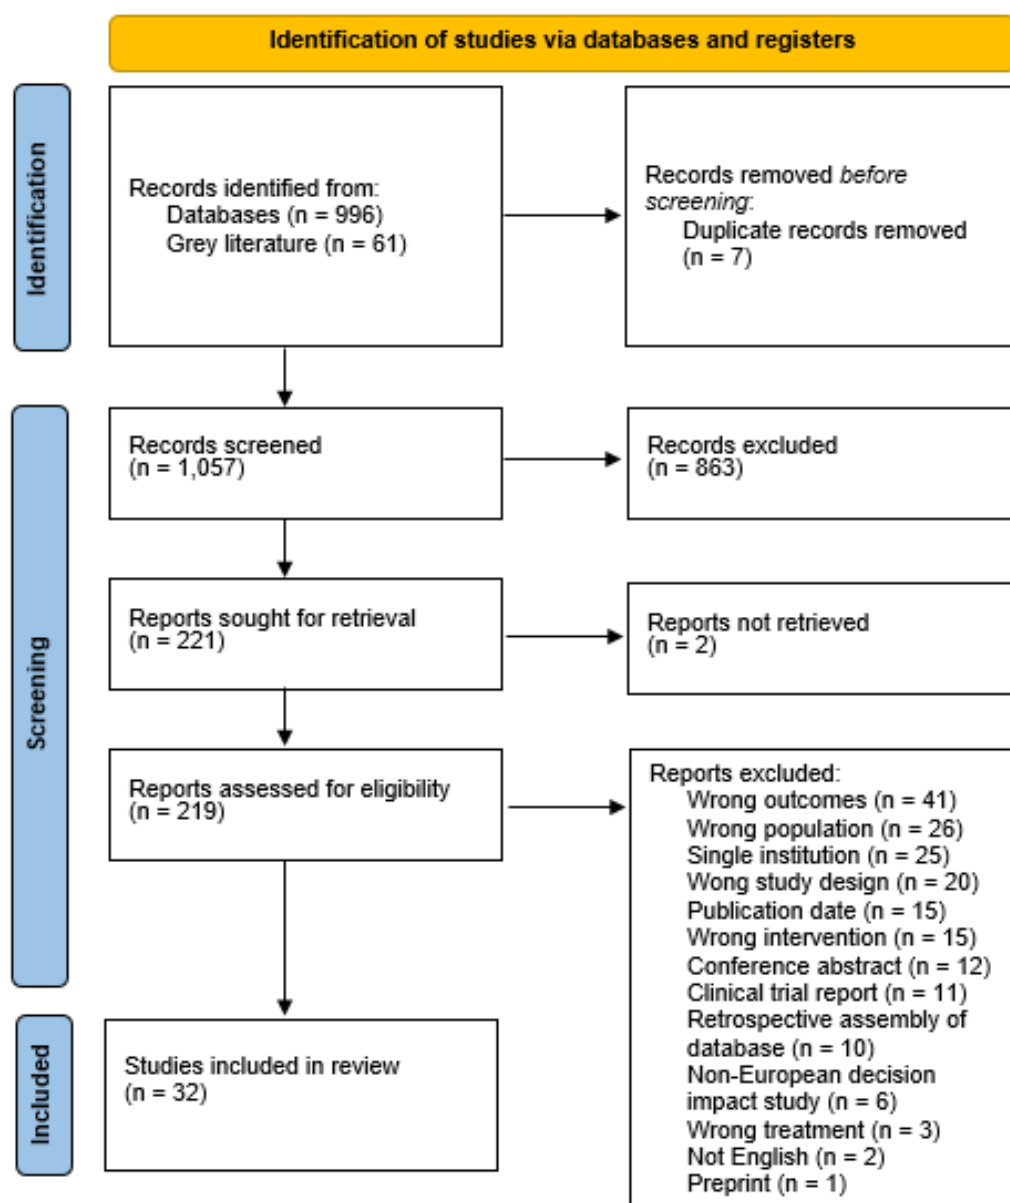 Identification of studies via databases and registers
Identification
Records identified from:
Databases (n = 996)
Grey literature (n = 61)
Records removed before
screening:
Duplicate records removed
(n = 7)
Screening
Records screened
(n = 1,057)
Records excluded
(n = 863)
Reports sought for retrieval
(n = 221)
Reports not retrieved
(n = 2)
Reports assessed for eligibility
(n = 219)
Reports excluded:
Wrong outcomes (n = 41)
Wrong population (n = 26)
Single institution (n = 25)
Wong study design (n = 20)
Publication date (n = 15)
Wrong intervention (n = 15)
Conference abstract (n = 12)
Clinical trial report (n = 11)
Retrospective assembly of
database (n = 10)
Non-European decision
impact study (n = 6)
Wrong treatment (n = 3)
Not English (n = 2)
Preprint (n = 1)
Included
Studies included in review
(n = 32)